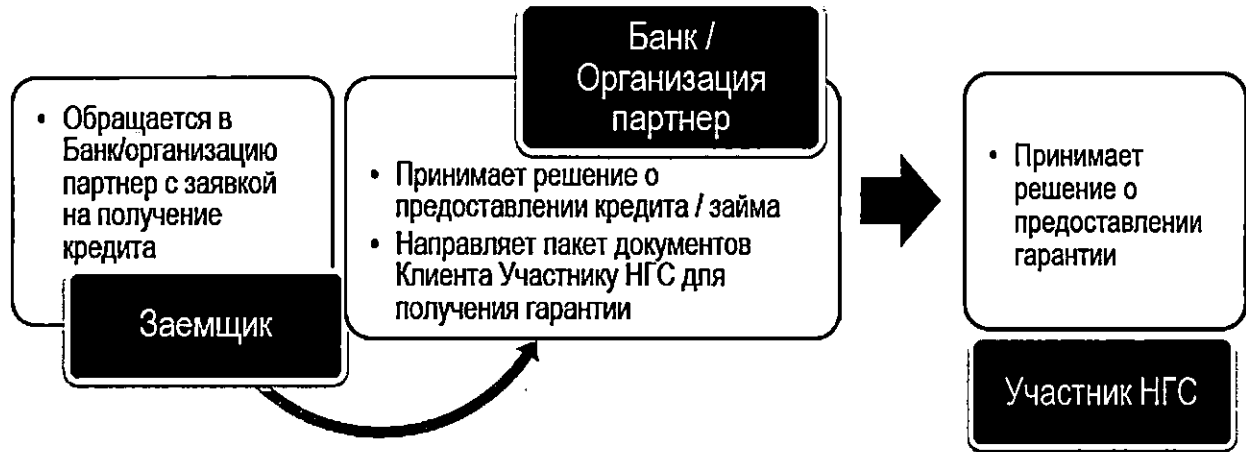 • Обращается в
Банк/организацию
партнер с заявкой
на получение
кредита
Заемщик
Банк /
Организация
партнер
• Принимает решение о
предоставлении кредита / займа
• Направляет пакет документов
Клиента Участнику НГС для
получения гарантии
• Принимает
решение о
предоставлении
гарантии
Участник НГС